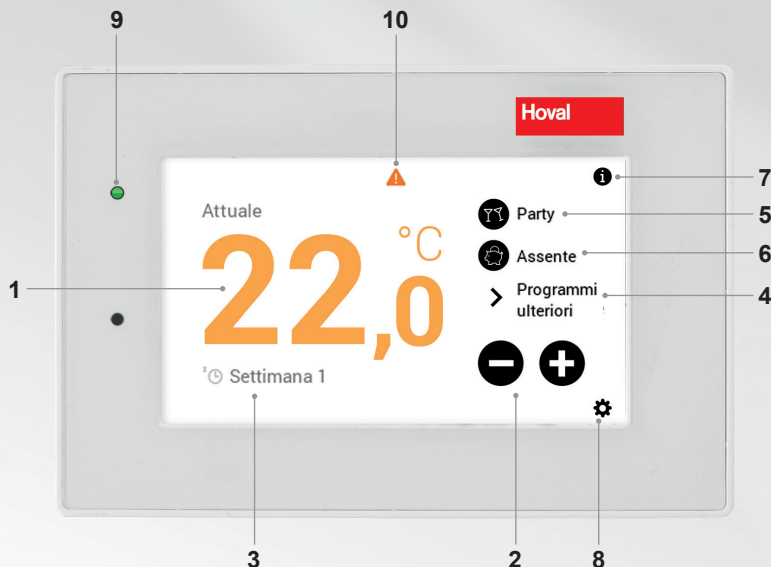 9
10
Hoval
7
Attuale
Party
5
°C
22,0
Assente
6
1
Programmi
ulteriori
4
Settimana 1
3
2
8